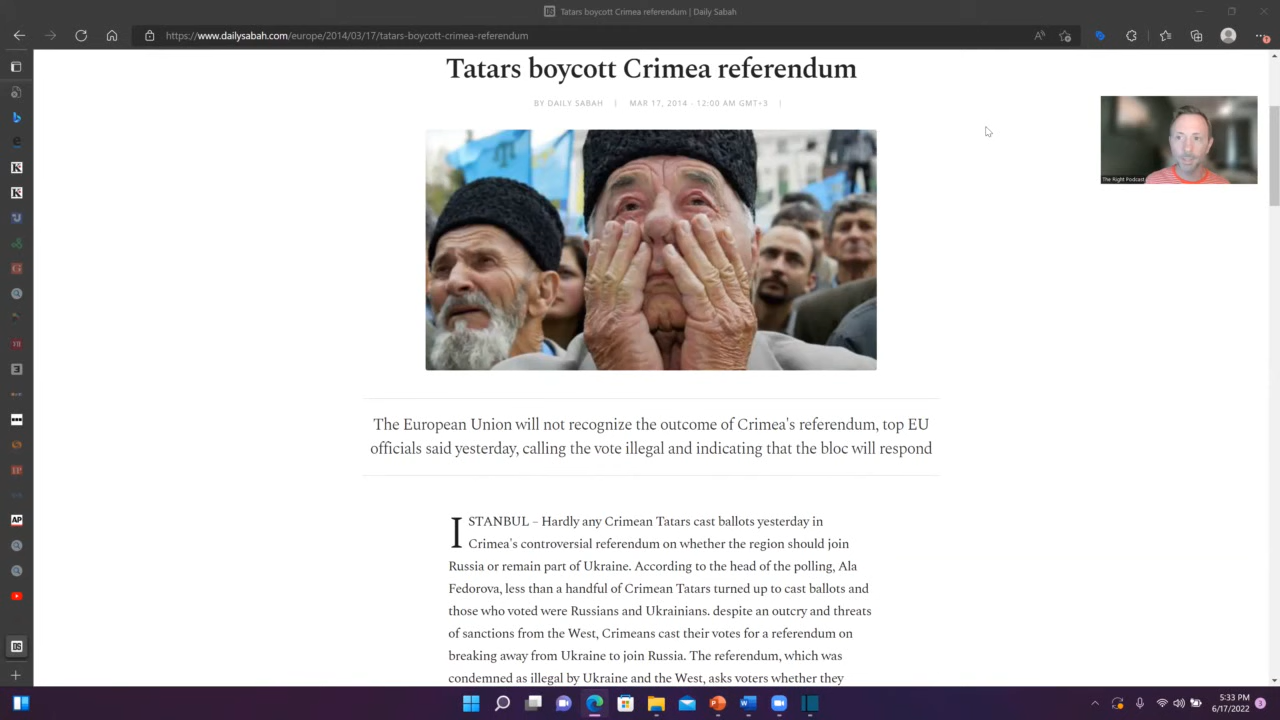 Tatars boycott Crimea referendum | Daily Sabah
https://www.dailysabah.com/europe/2014/03/17/tatars-boycott-crimea-referendum
Tatars boycott Crimea referendum
BY DAILY SABAH | MAR 17, 2014 - 12:00 AM GMT+3 |
The Right Podcast
The European Union will not recognize the outcome of Crimea's referendum, top EU
officials said yesterday, calling the vote illegal and indicating that the bloc will respond
ISTANBUL – Hardly any Crimean Tatars cast ballots yesterday in
Crimea's controversial referendum on whether the region should join
Russia or remain part of Ukraine. According to the head of the polling, Ala
Fedorova, less than a handful of Crimean Tatars turned up to cast ballots and
those who voted were Russians and Ukrainians. despite an outcry and threats
of sanctions from the West, Crimeans cast their votes for a referendum on
breaking away from Ukraine to join Russia. The referendum, which was
condemned as illegal by Ukraine and the West, asks voters whether they
AP
DS
5:33 PM
6/17/2022